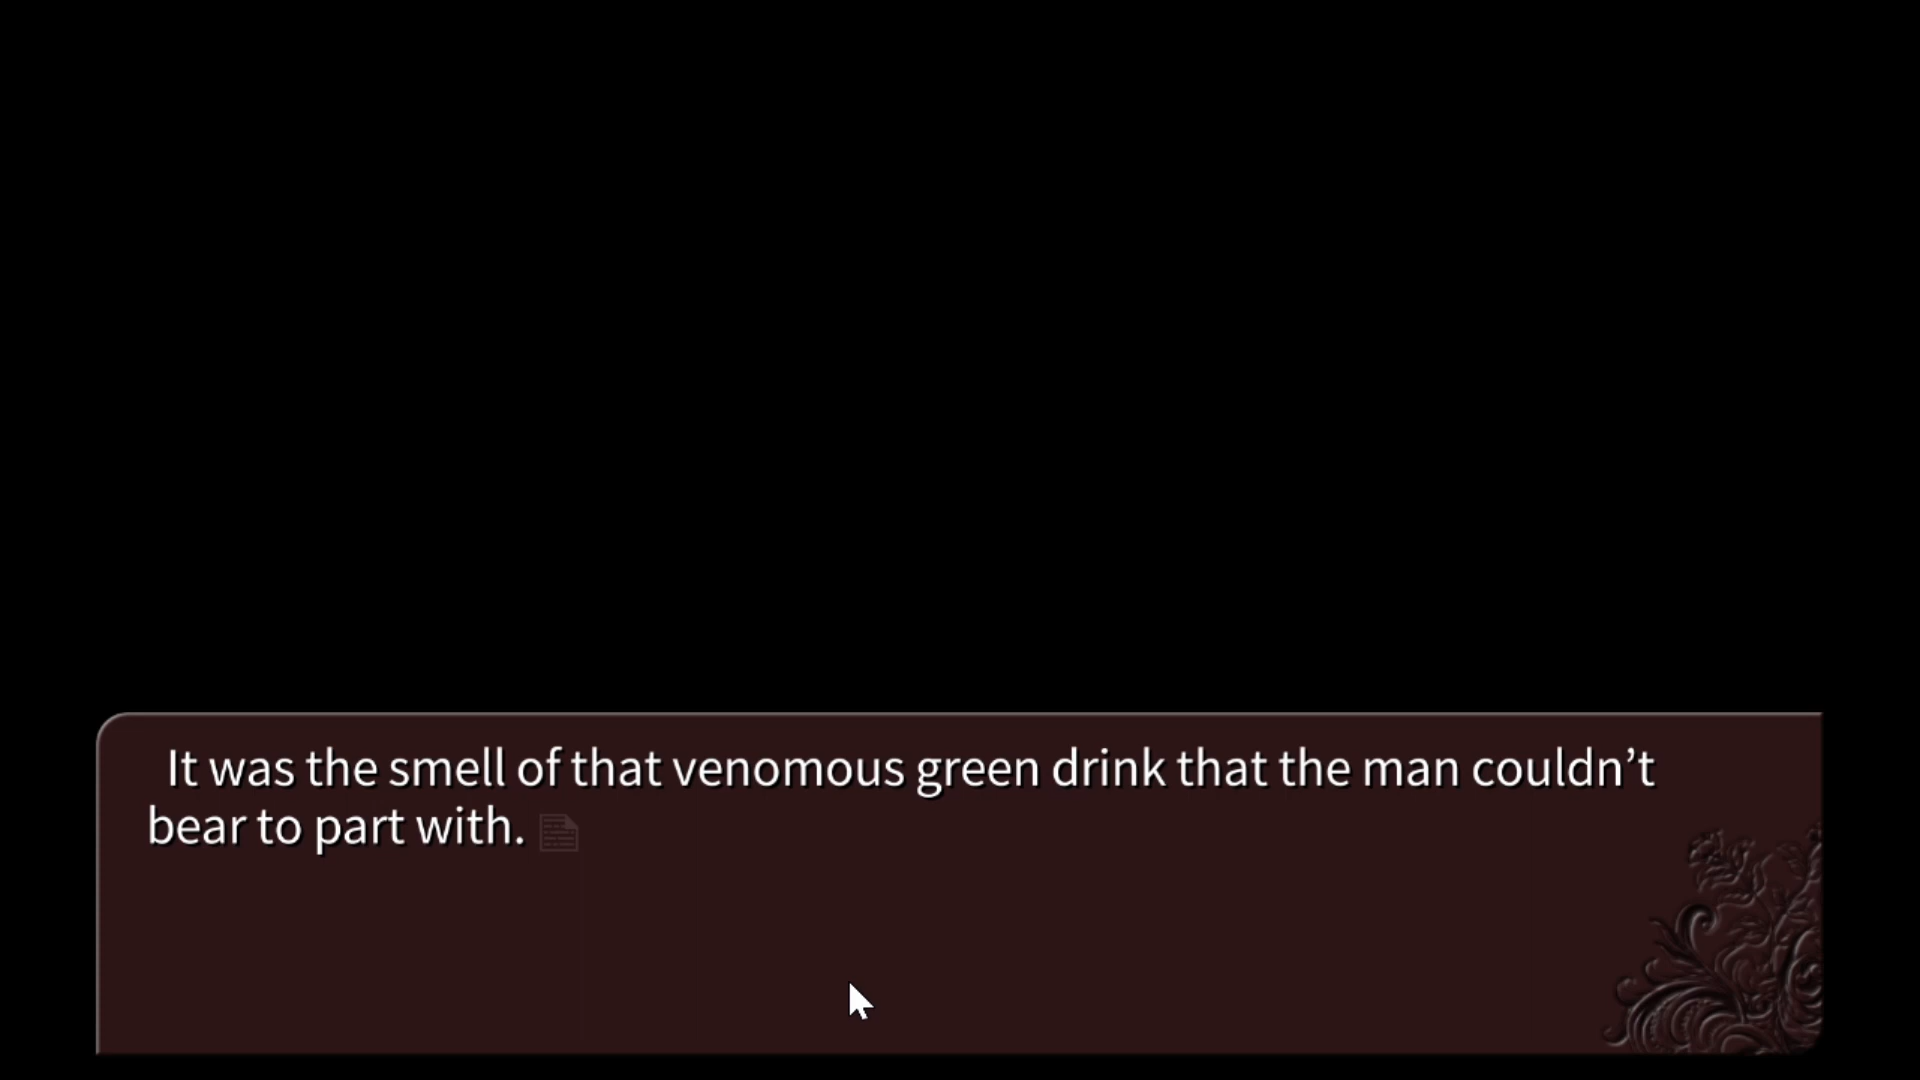 It was the smell of that venomous green drink that the man couldn’t
bear to part with.